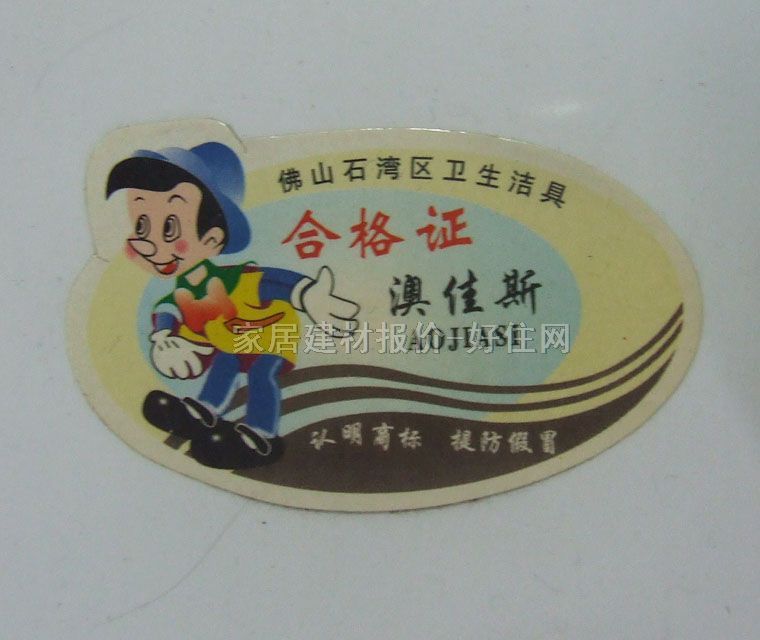 佛山石湾区卫生洁具
合格证
澳佳斯
AOJIASI
家居建材报价·好住网
认明商标 提防假冒